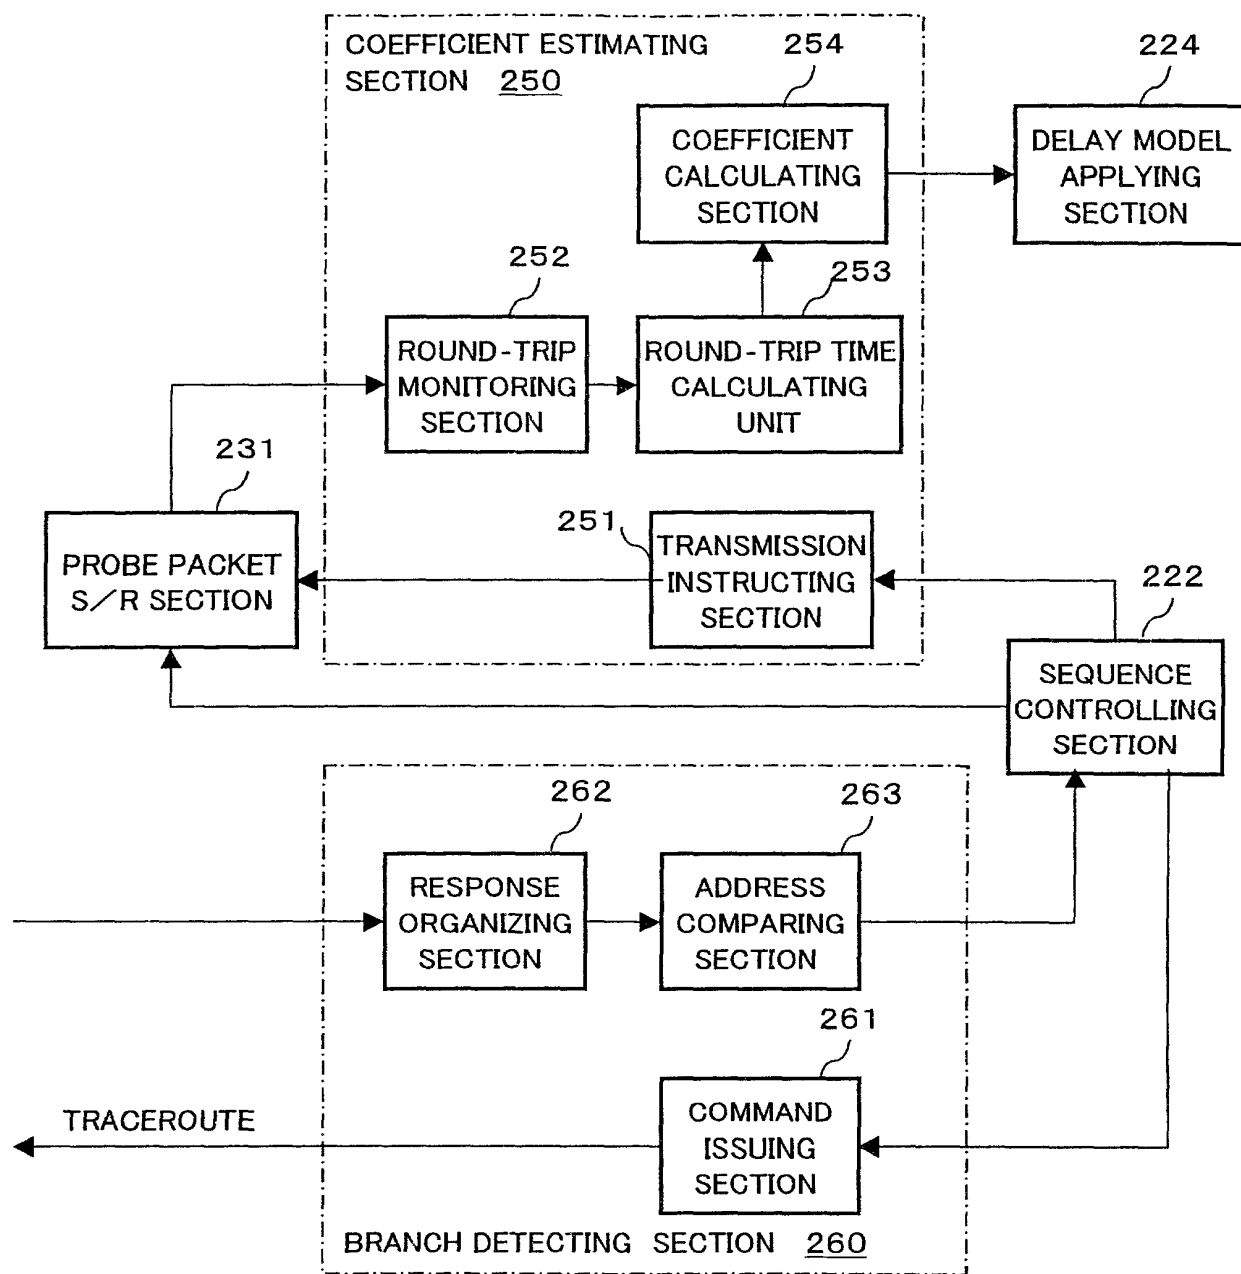 COEFFICIENT ESTIMATING
SECTION 250
254
224
COEFFICIENT
CALCULATING
SECTION
DELAY MODEL
APPLYING
SECTION
252
253
ROUND-TRIP
MONITORING
SECTION
ROUND-TRIP TIME
CALCULATING
UNIT
231
251
PROBE PACKET
S/R SECTION
TRANSMISSION
INSTRUCTING
SECTION
222
SEQUENCE
CONTROLLING
SECTION
262
263
RESPONSE
ORGANIZING
SECTION
ADDRESS
COMPARING
SECTION
261
TRACEROUTE
COMMAND
ISSUING
SECTION
BRANCH DETECTING SECTION 260